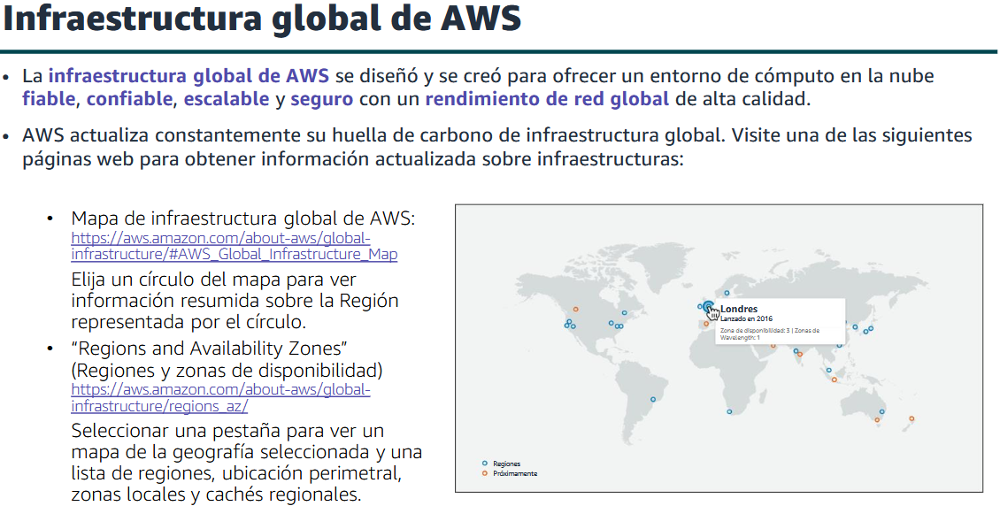 Infraestructura global de AWS
• La infraestructura global de AWS se diseñó y se creó para ofrecer un entorno de cómputo en la nube
fiable, confiable, escalable y seguro con un rendimiento de red global de alta calidad.
• AWS actualiza constantemente su huella de carbono de infraestructura global. Visite una de las siguientes
páginas web para obtener información actualizada sobre infraestructuras:
• Mapa de infraestructura global de AWS:
https://aws.amazon.com/about-aws/global-
infrastructure/#AWS_Global_Infrastructure_Map
Elija un círculo del mapa para ver
información resumida sobre la Región
representada por el círculo.
• “Regions and Availability Zones”
(Regiones y zonas de disponibilidad)
https://aws.amazon.com/about-aws/global-
infrastructure/regions_az/
Seleccionar una pestaña para ver un
mapa de la geografía seleccionada y una
lista de regiones, ubicación perimetral,
zonas locales y cachés regionales.
Londres
Lanzado en 2016
Zona de disponibilidad: 3 | Zonas de
Wavelength: 1
Regiones
Próximamente